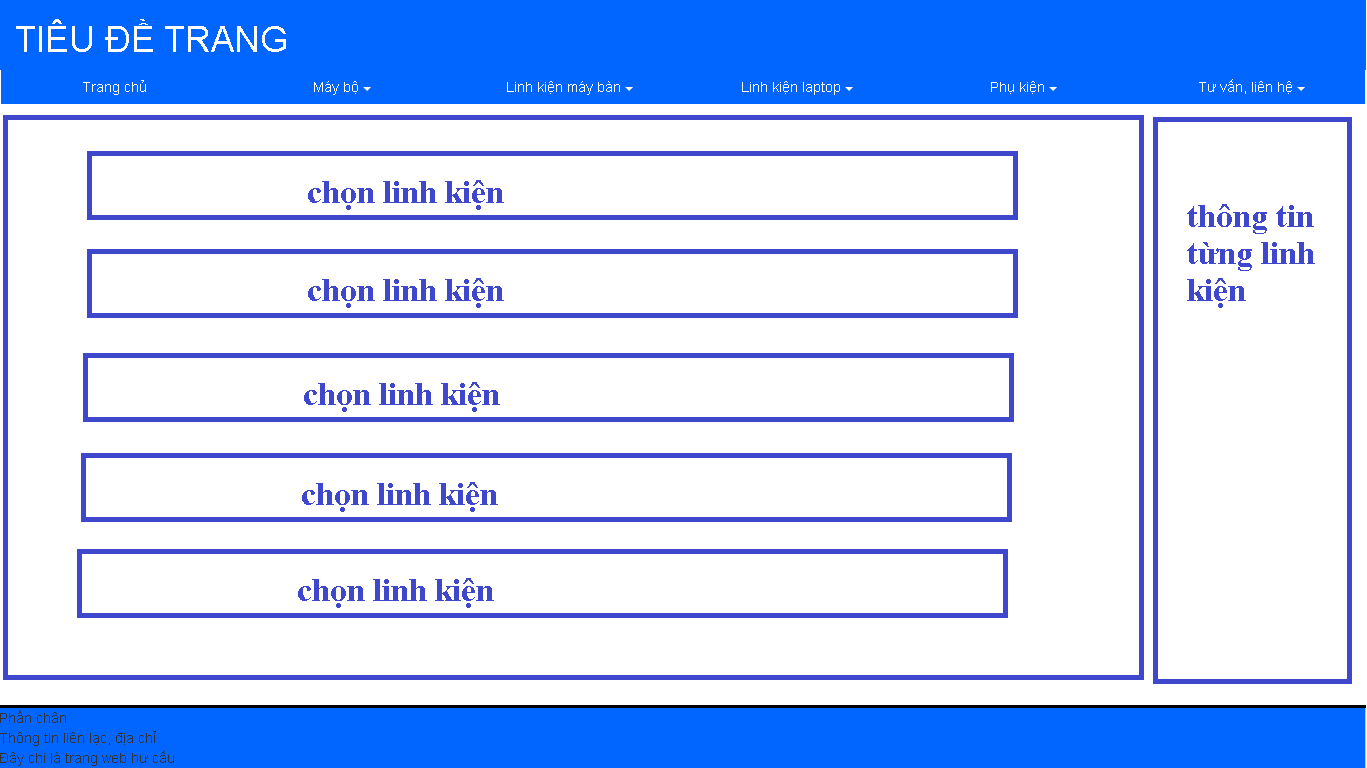 TIÊU ĐỀ TRANG
Trang chủ Máy bộ Linh kiện máy bàn Linh kiện laptop Phụ kiện Tư vấn, liên hệ
chọn linh kiện
chọn linh kiện
chọn linh kiện
chọn linh kiện
chọn linh kiện
thông tin
từng linh
kiện
Phần chân
Thông tin liên lạc, địa chỉ
Đây chỉ là trang web hư cấu